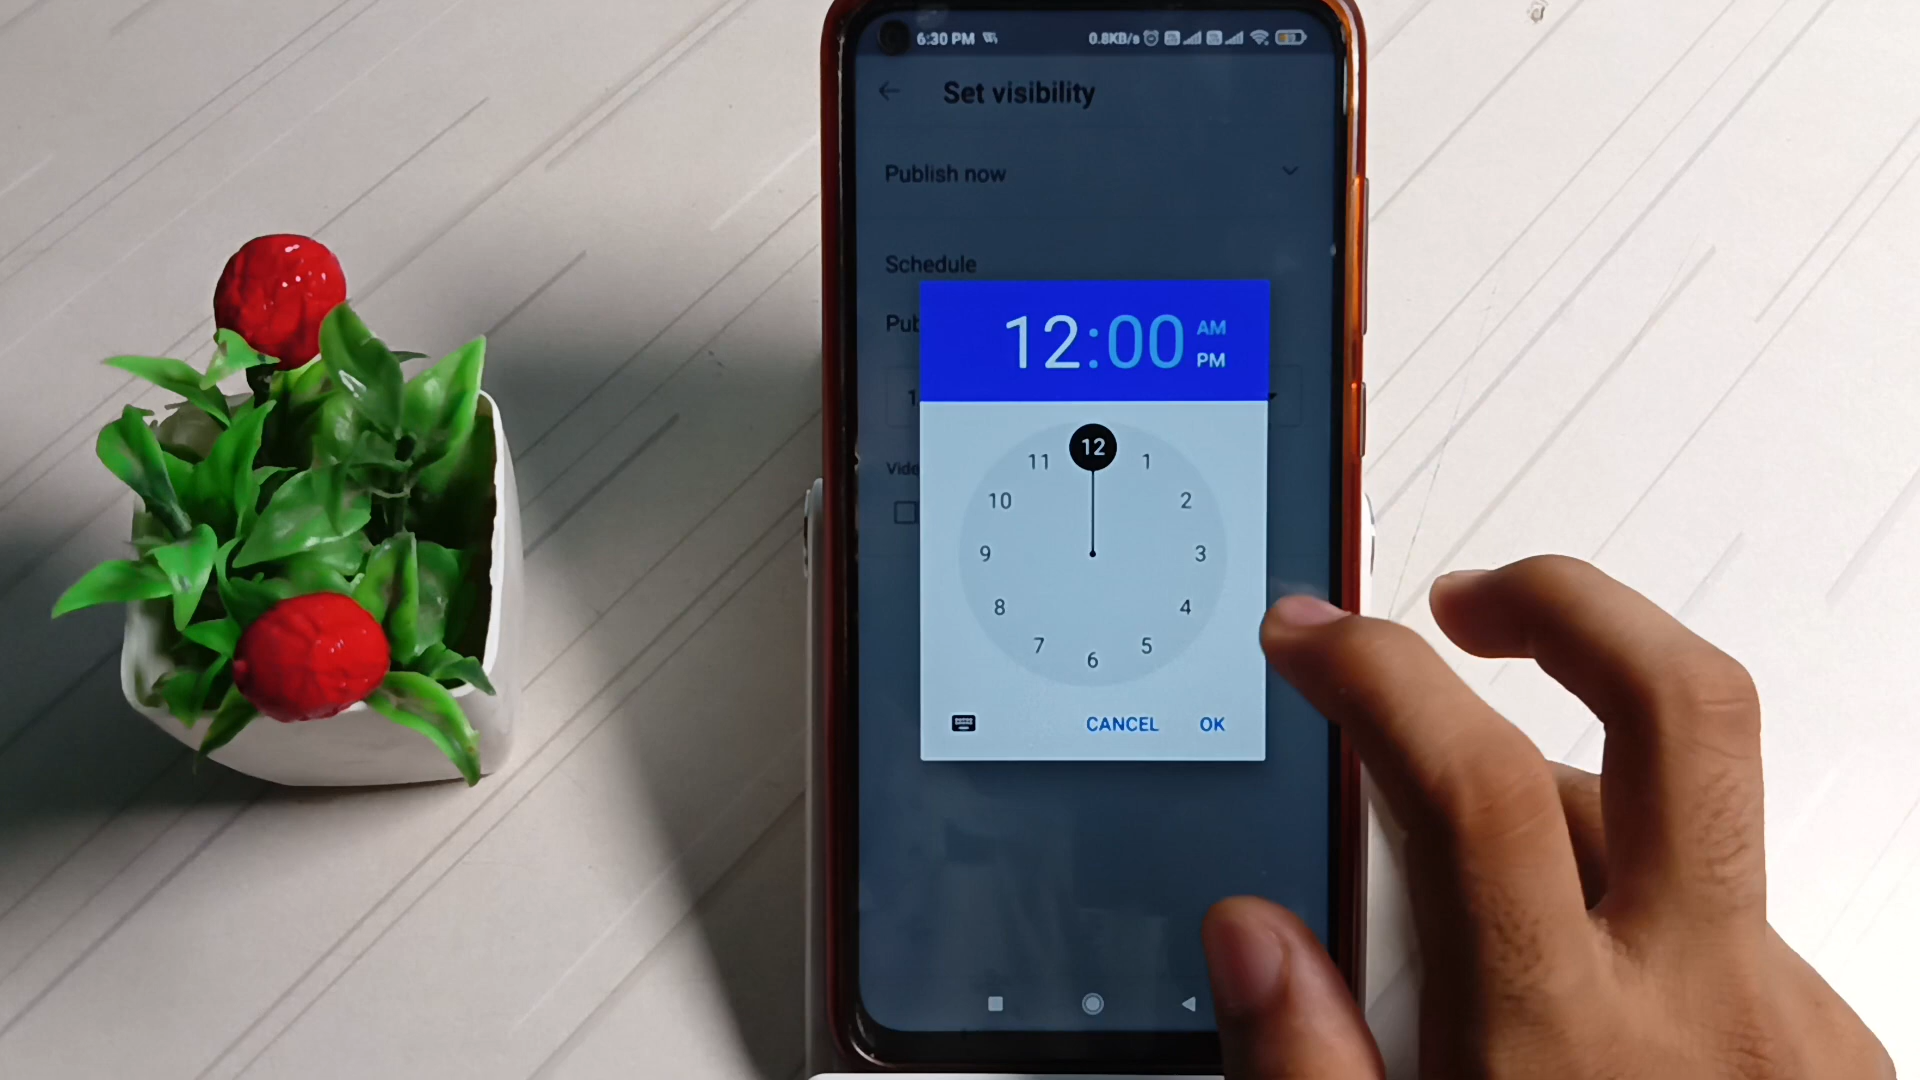 6:30 PM
0.8KB/s
Set visibility
Publish now
Schedule
12:00 AM
PM
12
11 1
10 2
9 3
8 4
7 5
6
CANCEL OK